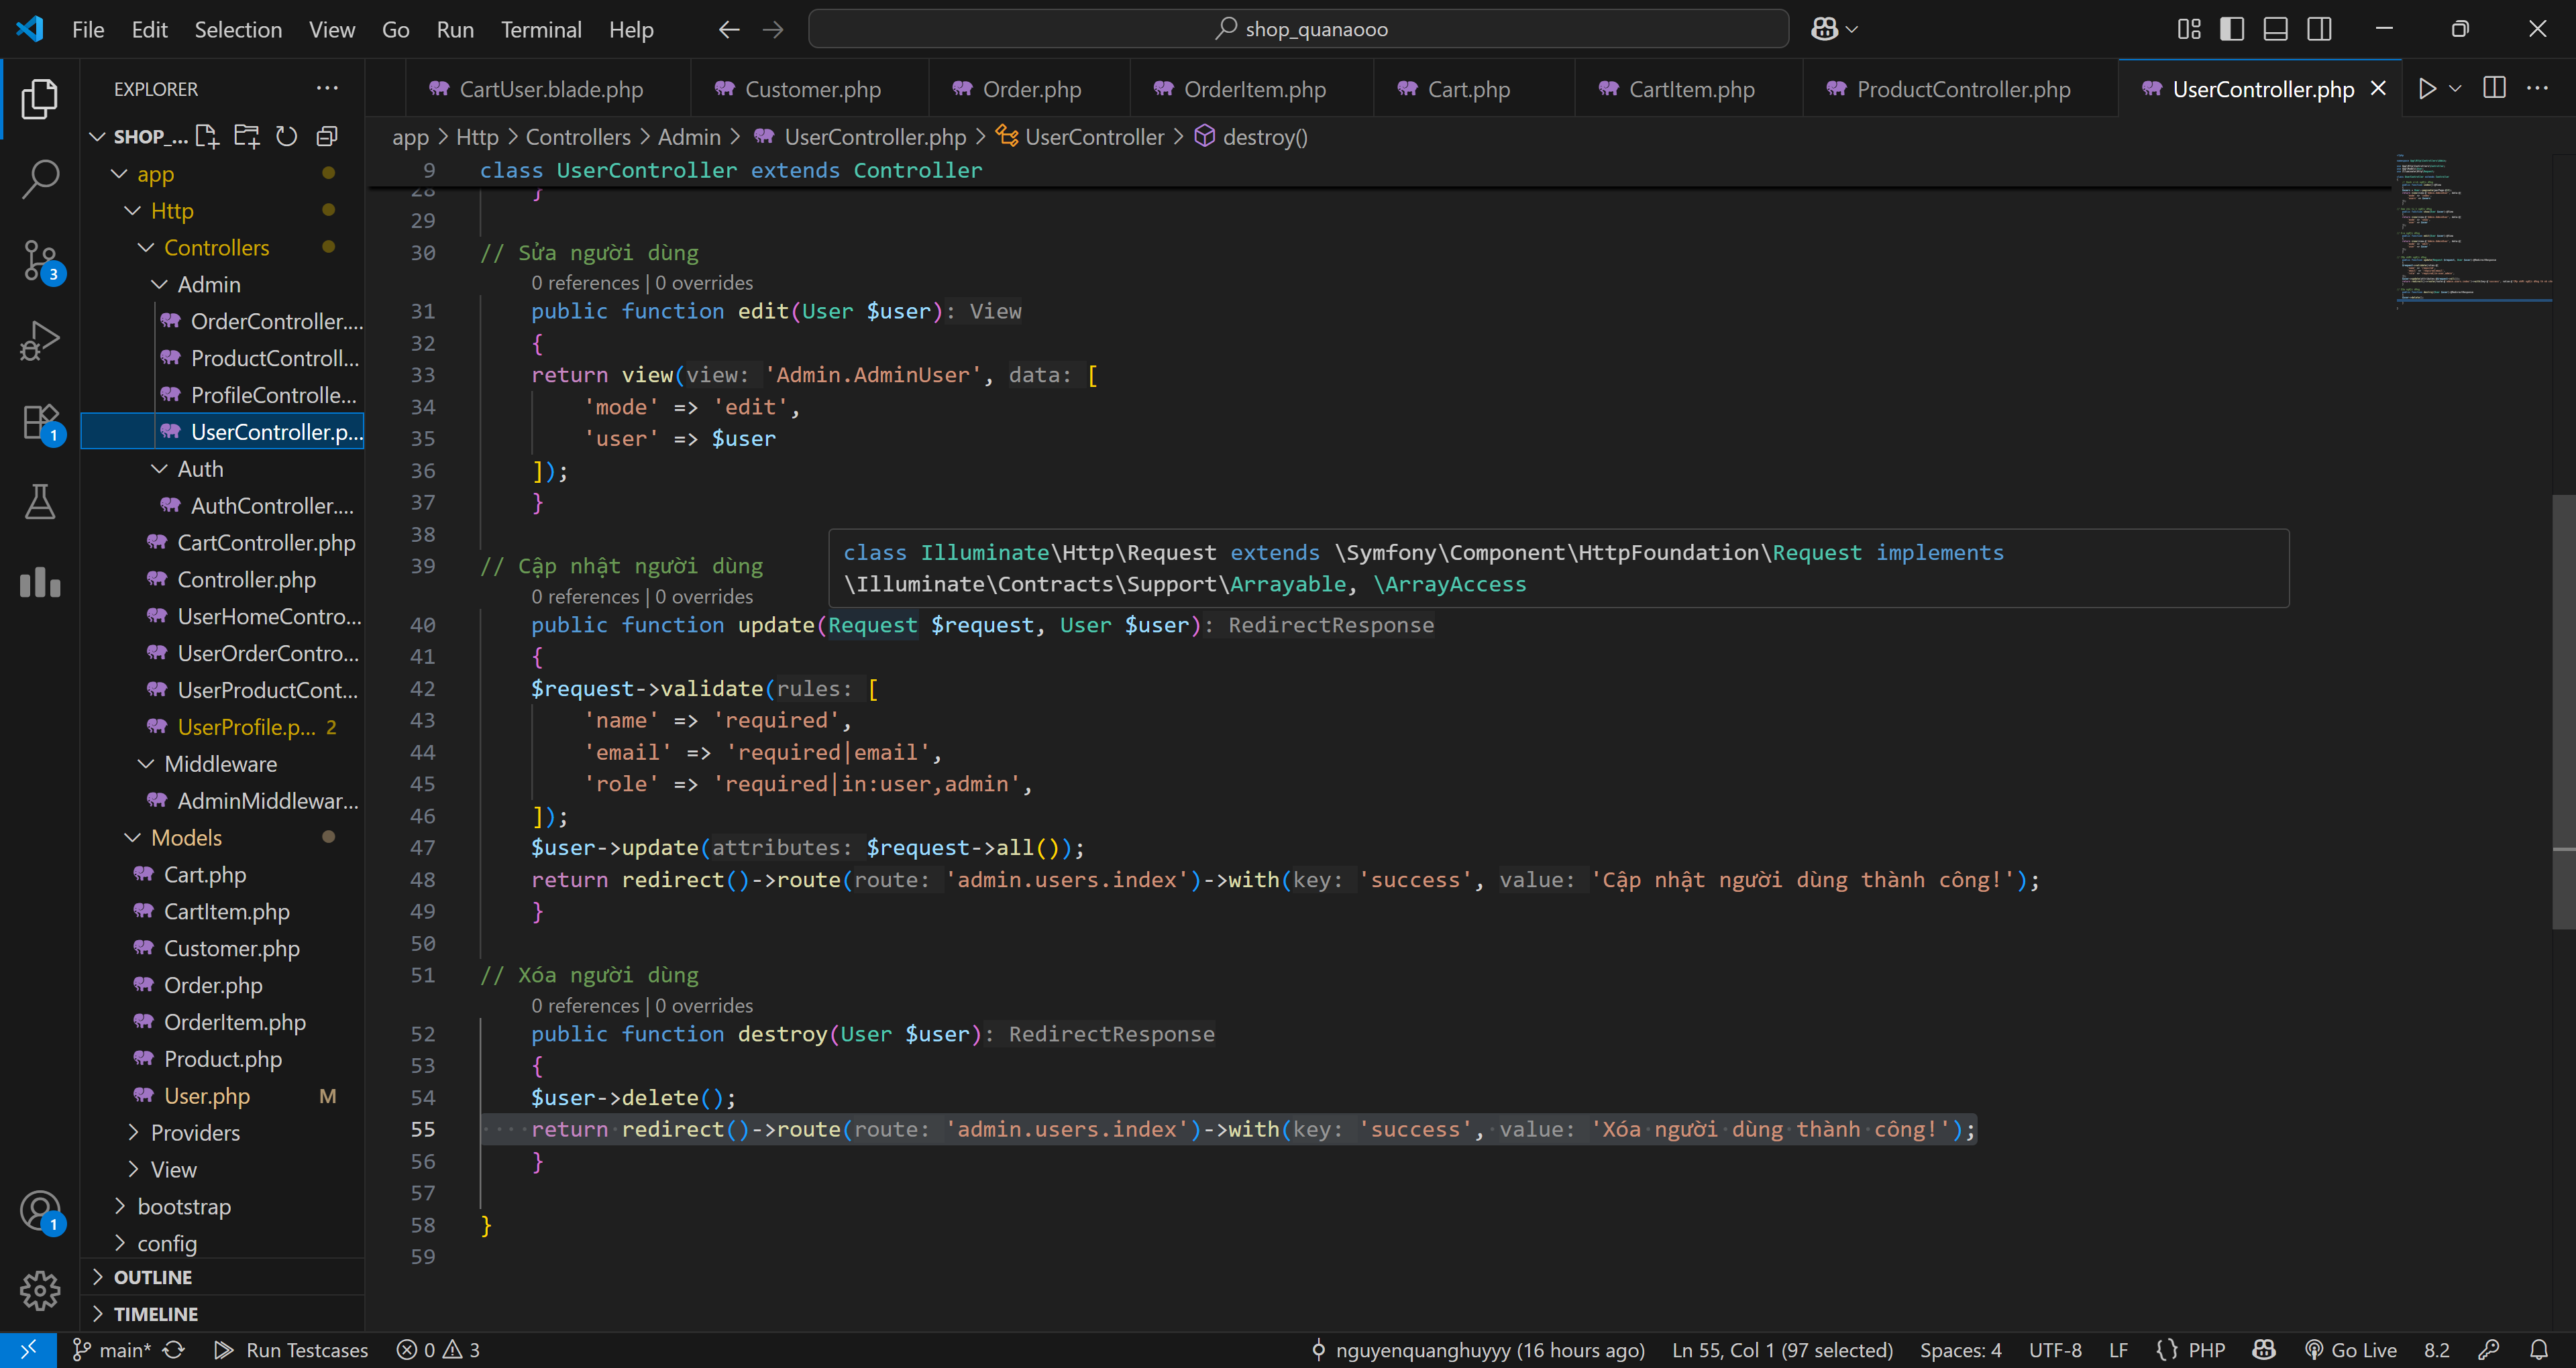 File Edit Selection View Go Run Terminal Help
shop_quanaooo
EXPLORER
CartUser.blade.php
Customer.php
Order.php
OrderItem.php
Cart.php
CartItem.php
ProductController.php
UserController.php
app > Http > Controllers > Admin > UserController.php > UserController > destroy()
SHOP_...
app
Http
Controllers
Admin
OrderController....
ProductControll...
ProfileControlle...
UserController.p...
Auth
AuthController....
CartController.php
Controller.php
UserHomeContro...
UserOrderContro...
UserProductCont...
UserProfile.p... 2
Middleware
AdminMiddlewar...
Models
Cart.php
CartItem.php
Customer.php
Order.php
OrderItem.php
Product.php
User.php M
Providers
View
bootstrap
config
OUTLINE
TIMELINE
3
1
1
9 class UserController extends Controller
28 }
29
30 // Sửa người dùng
0 references | 0 overrides
31 public function edit(User $user): View
32 {
33 return view(view: 'Admin.AdminUser', data: [
34 'mode' => 'edit',
35 'user' => $user
36 ]);
37 }
38
class Illuminate\Http\Request extends \Symfony\Component\HttpFoundation\Request implements
\Illuminate\Contracts\Support\Arrayable, \ArrayAccess
39 // Cập nhật người dùng
0 references | 0 overrides
40 public function update(Request $request, User $user): RedirectResponse
41 {
42 $request->validate(rules: [
43 'name' => 'required',
44 'email' => 'required|email',
45 'role' => 'required|in:user,admin',
46 ]);
47 $user->update(attributes: $request->all());
48 return redirect()->route(route: 'admin.users.index')->with(key: 'success', value: 'Cập nhật người dùng thành công!');
49 }
50
51 // Xóa người dùng
0 references | 0 overrides
52 public function destroy(User $user): RedirectResponse
53 {
54 $user->delete();
55 return redirect()->route(route: 'admin.users.index')->with(key: 'success', value: 'Xóa người dùng thành công!');
56 }
57
58 }
59
main* Run Testcases 0 3 nguyenquanghuyyy (16 hours ago) Ln 55, Col 1 (97 selected) Spaces: 4 UTF-8 LF {} PHP Go Live 8.2